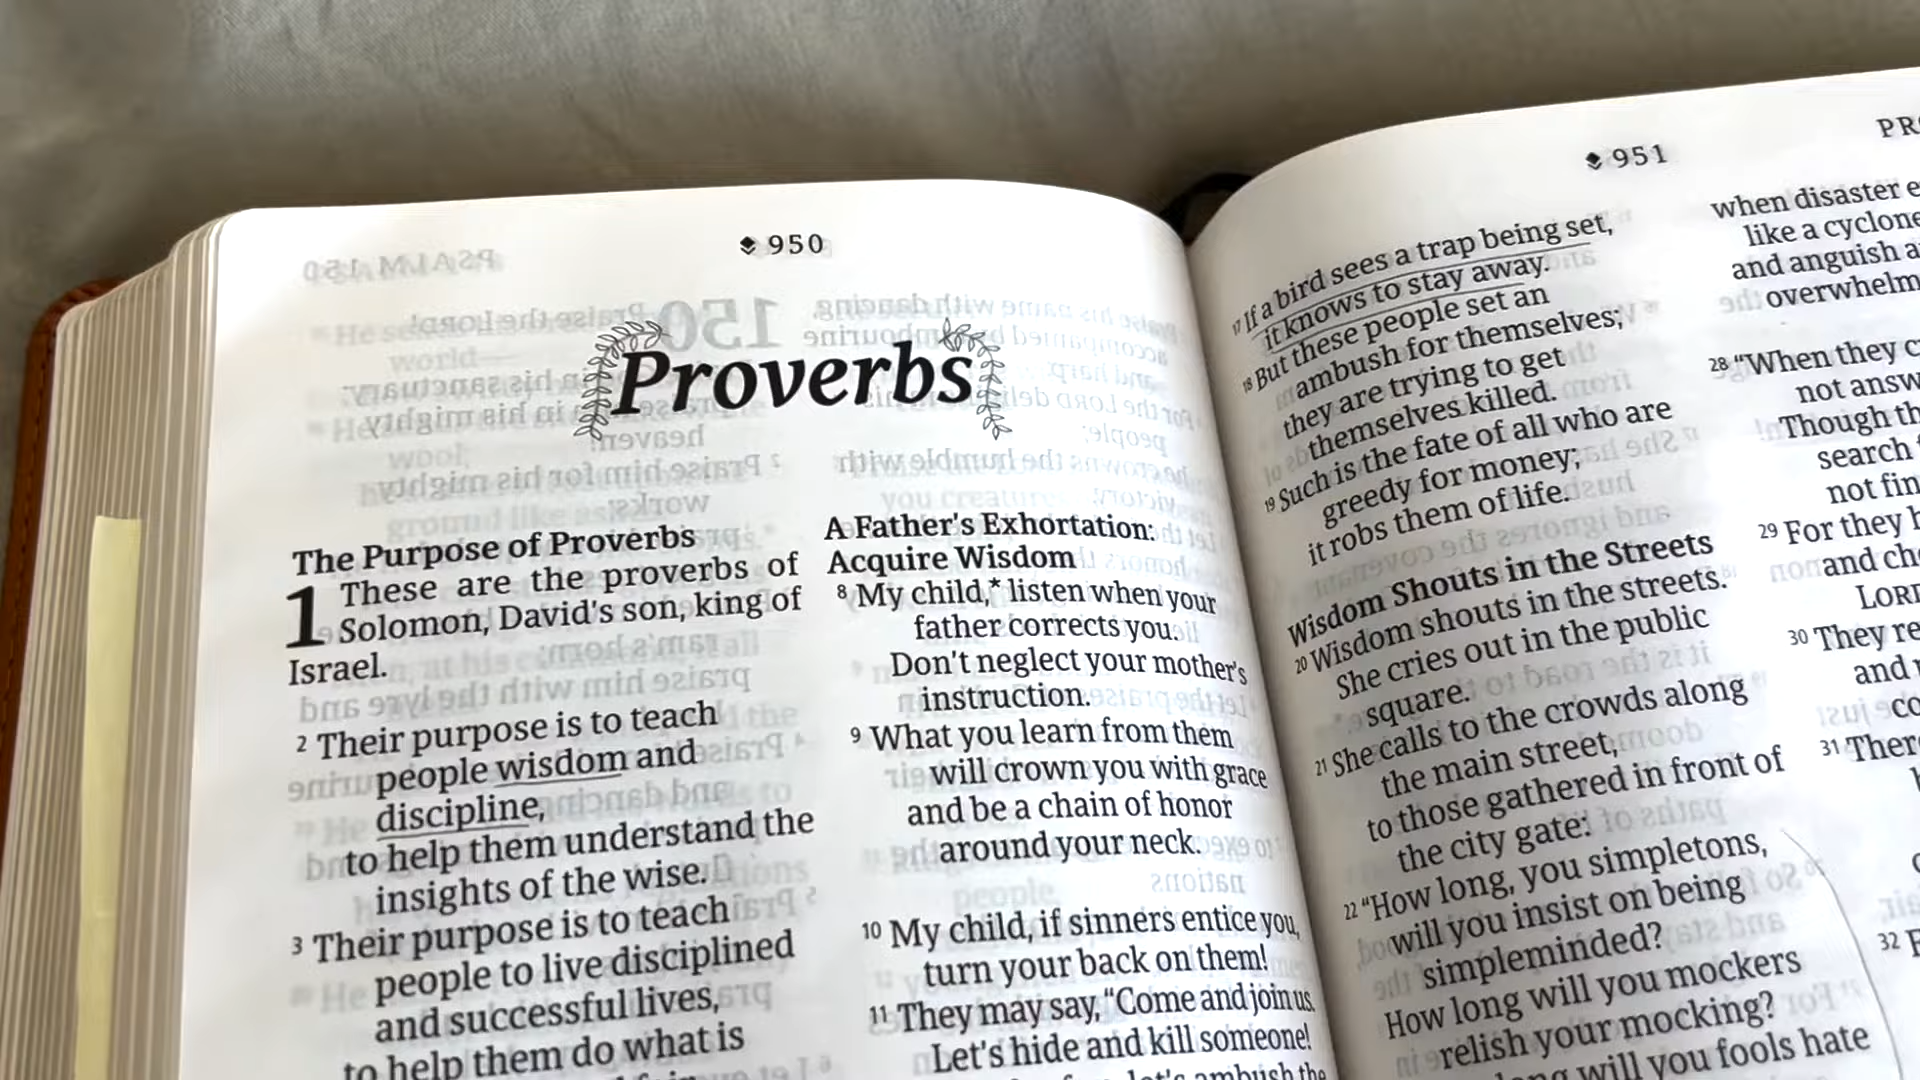 950
Proverbs
The Purpose of Proverbs
1 These are the proverbs of
Solomon, David's son, king of
Israel.
2 Their purpose is to teach
people wisdom and
discipline,
to help them understand the
insights of the wise.
3 Their purpose is to teach
people to live disciplined
and successful lives,
to help them do what is
A Father's Exhortation:
Acquire Wisdom
8 My child,* listen when your
father corrects you.
Don't neglect your mother's
instruction.
9 What you learn from them
will crown you with grace
and be a chain of honor
around your neck.
10 My child, if sinners entice you,
turn your back on them!
11 They may say, “Come and join us.
Let's hide and kill someone!
let's ambush the
951
17 If a bird sees a trap being set,
it knows to stay away.
18 But these people set an
ambush for themselves;
they are trying to get
themselves killed.
19 Such is the fate of all who are
greedy for money;
it robs them of life.
Wisdom Shouts in the Streets
20 Wisdom shouts in the streets.
She cries out in the public
square.
21 She calls to the crowds along
the main street,
to those gathered in front of
the city gate:
22 “How long, you simpletons,
will you insist on being
simpleminded?
How long will you mockers
relish your mocking?
will you fools hate
when disaster
like a cyclone
and anguish
28 “When they
not
Though
search
not
29 For they
and
LORD
30 They
and
31
32